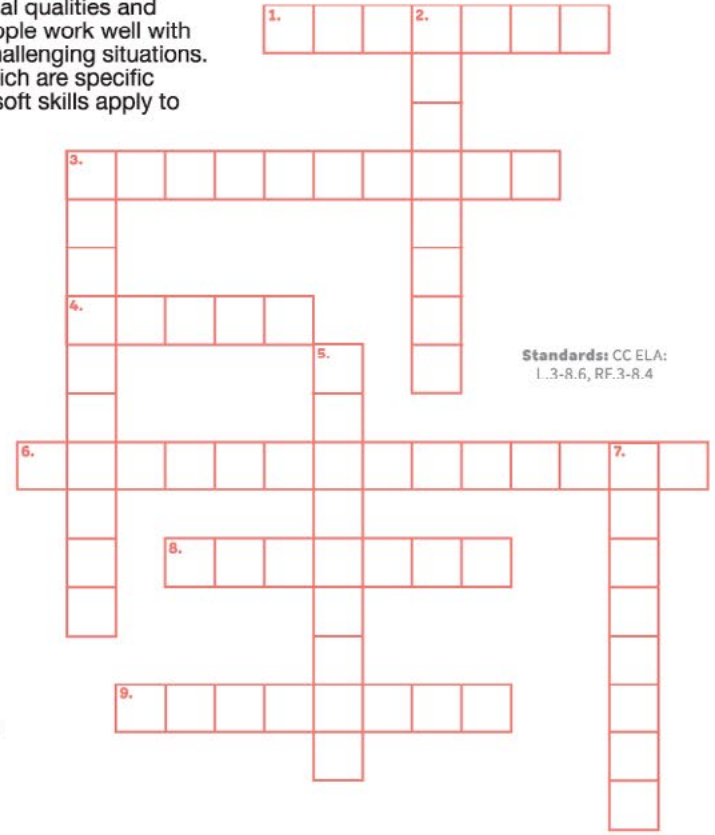 al qualities and
ople work well with
hallenging situations.
ich are specific
soft skills apply to
1.
2.
3.
4.
5.
Standards: CC ELA:
L.3-8.6, RF.3-8.4
6.
7.
8.
9.